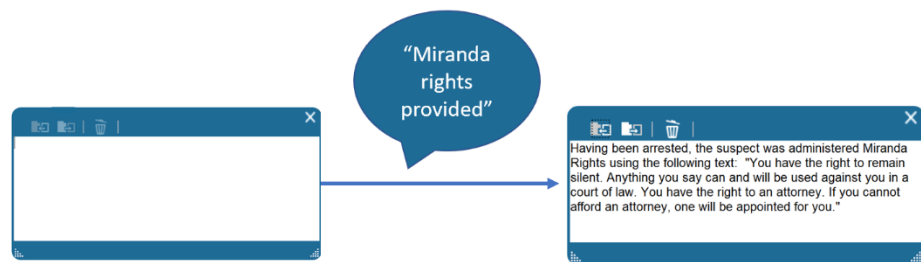 “Miranda
rights
provided”
Having been arrested, the suspect was administered Miranda
Rights using the following text:  "You have the right to remain
silent. Anything you say can and will be used against you in a
court of law. You have the right to an attorney. If you cannot
afford an attorney, one will be appointed for you."